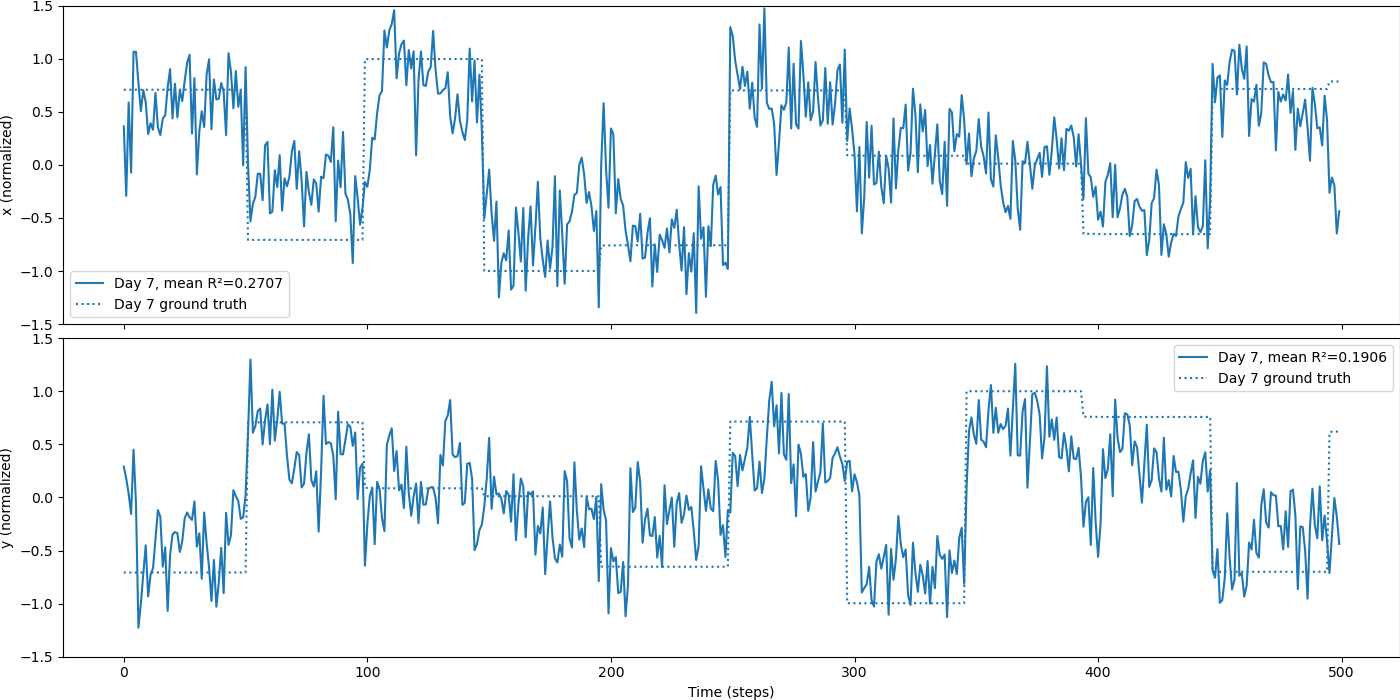 1.5
1.0
0.5
0.0
−0.5
−1.0
−1.5
x (normalized)
Day 7, mean R²=0.2707
Day 7 ground truth
1.5
1.0
0.5
0.0
−0.5
−1.0
−1.5
y (normalized)
Day 7, mean R²=0.1906
Day 7 ground truth
0 100 200 300 400 500
Time (steps)